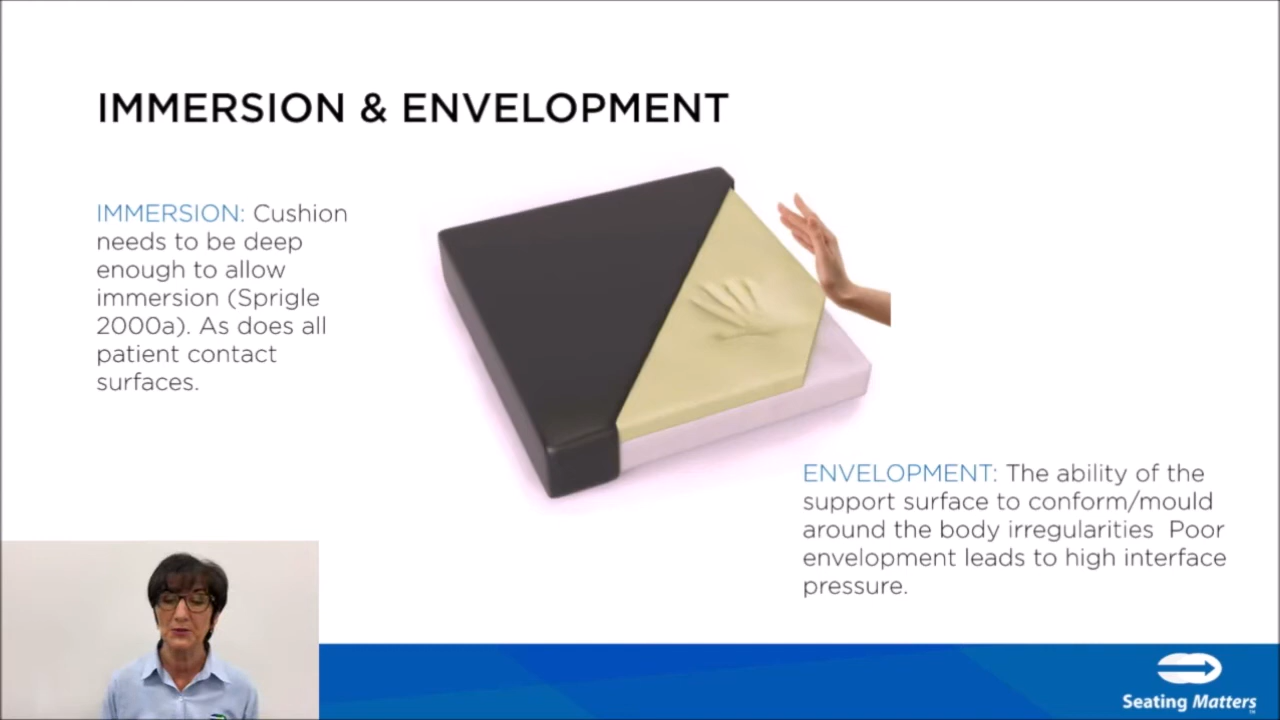 IMMERSION & ENVELOPMENT
IMMERSION: Cushion
needs to be deep
enough to allow
immersion (Sprigle
2000a). As does all
patient contact
surfaces.
ENVELOPMENT: The ability of the
support surface to conform/mould
around the body irregularities Poor
envelopment leads to high interface
pressure.
Seating Matters